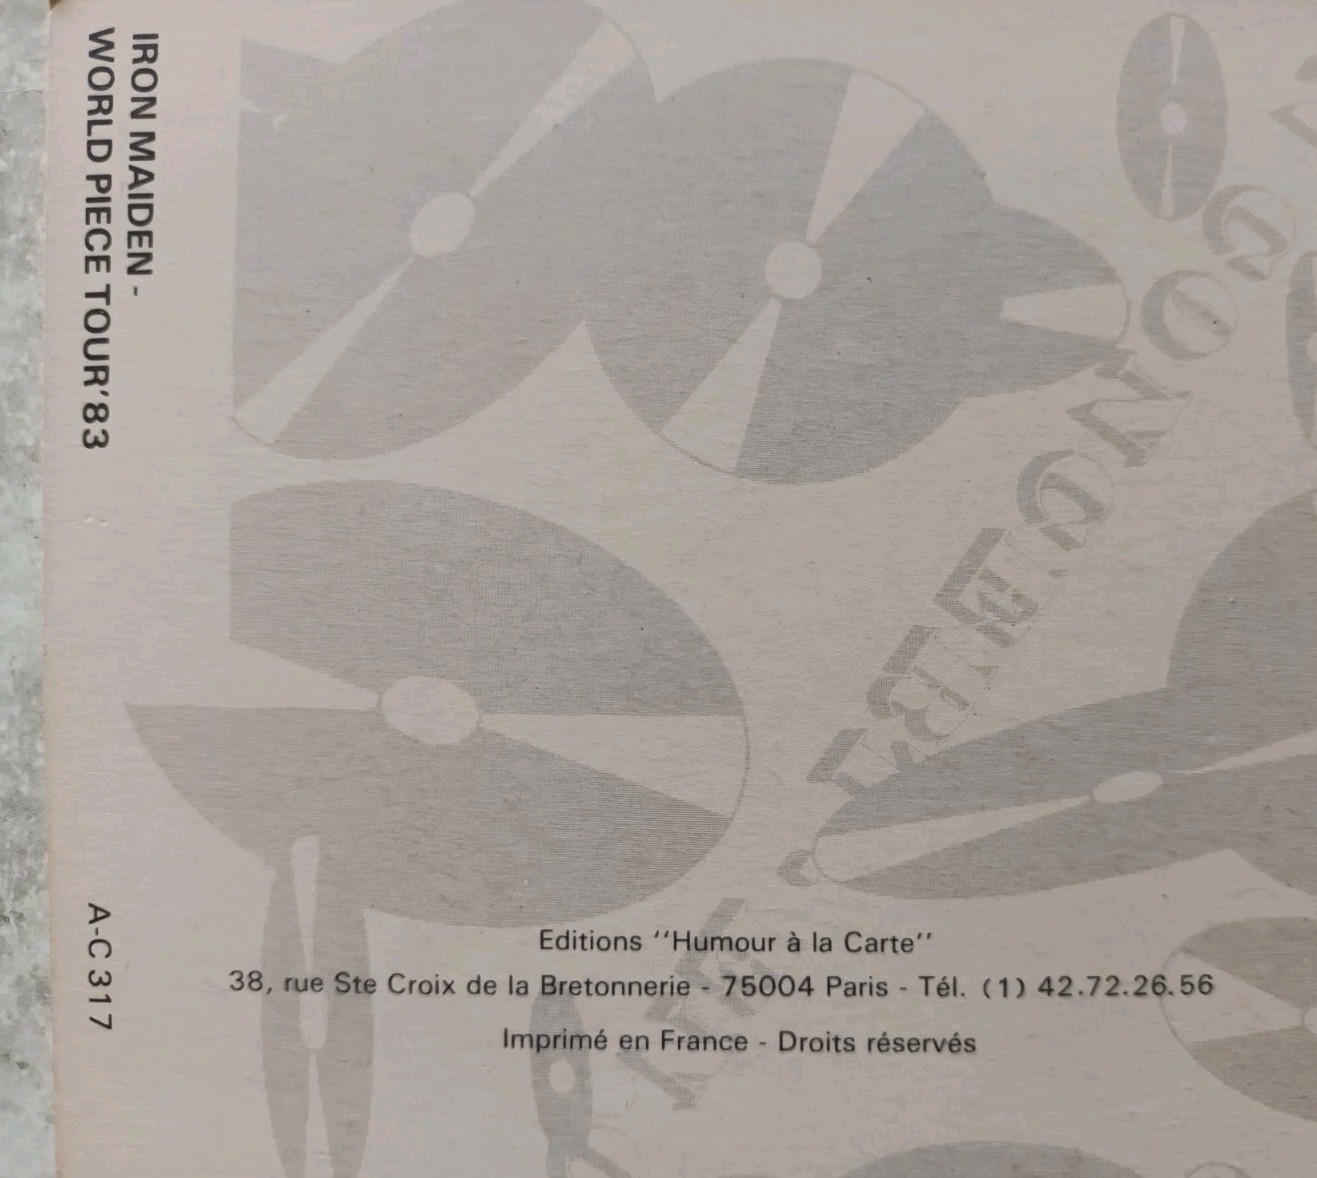 IRON MAIDEN -
WORLD PIECE TOUR'83
A-C 317
CONCERT
Editions ''Humour à la Carte''
38, rue Ste Croix de la Bretonnerie - 75004 Paris - Tél. (1) 42.72.26.56
Imprimé en France - Droits réservés